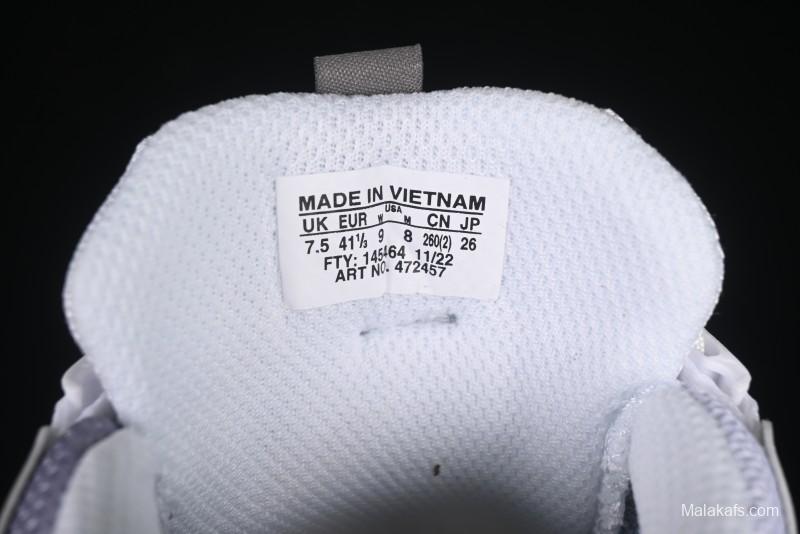 MADE IN VIETNAM
USA
UK EUR W M CN JP
7.5 41⅓ 9 8 260(2) 26
FTY: 145464 11/22
ART NO. 472457
Malakafs.com